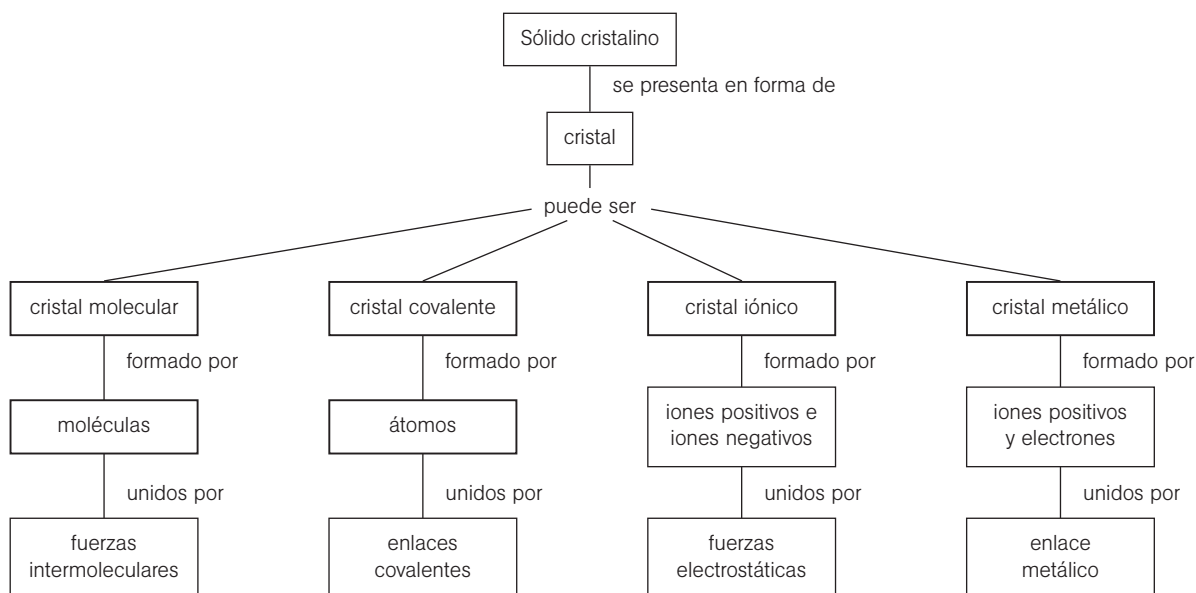 Sólido cristalino
se presenta en forma de
cristal
puede ser
cristal molecular
cristal covalente
cristal iónico
cristal metálico
formado por
formado por
formado por
formado por
moléculas
átomos
iones positivos e
iones negativos
iones positivos
y electrones
unidos por
unidos por
unidos por
unidos por
fuerzas
intermoleculares
enlaces
covalentes
fuerzas
electrostáticas
enlace
metálico